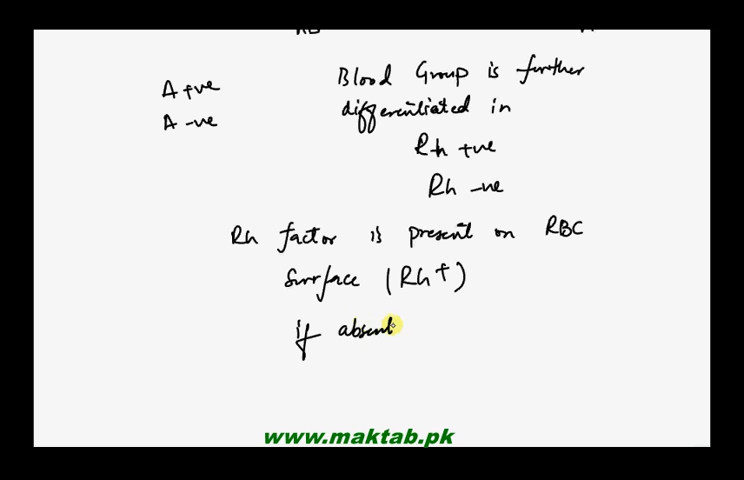 A +ve
A -ve
Blood Group is further
differentiated in
Rh +ve
Rh -ve
Rh factor is present on RBC
Surface (Rh+)
if absent
www.maktab.pk